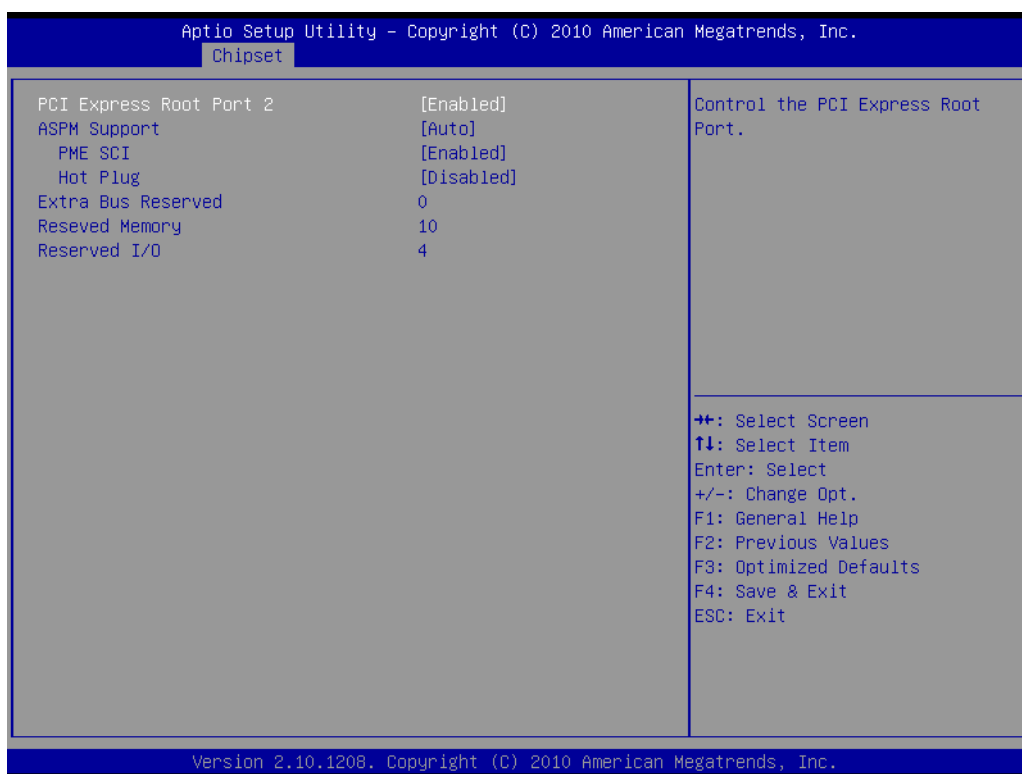 Aptio Setup Utility – Copyright (C) 2010 American Megatrends, Inc.
Chipset
PCI Express Root Port 2 [Enabled]
ASPM Support [Auto]
PME SCI [Enabled]
Hot Plug [Disabled]
Extra Bus Reserved 0
Reseved Memory 10
Reserved I/O 4
Control the PCI Express Root
Port.
→←: Select Screen
↑↓: Select Item
Enter: Select
+/-: Change Opt.
F1: General Help
F2: Previous Values
F3: Optimized Defaults
F4: Save & Exit
ESC: Exit
Version 2.10.1208. Copyright (C) 2010 American Megatrends, Inc.